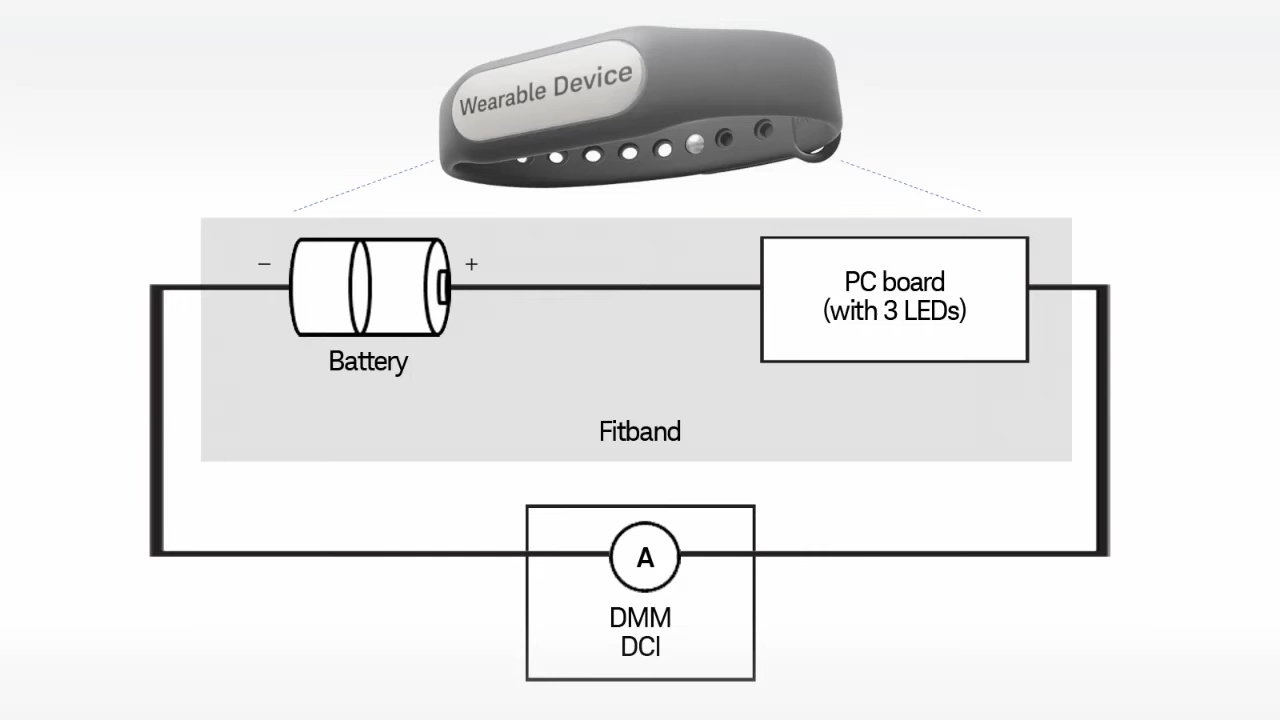 Wearable Device
– +
PC board
(with 3 LEDs)
Battery
Fitband
A
DMM
DCI